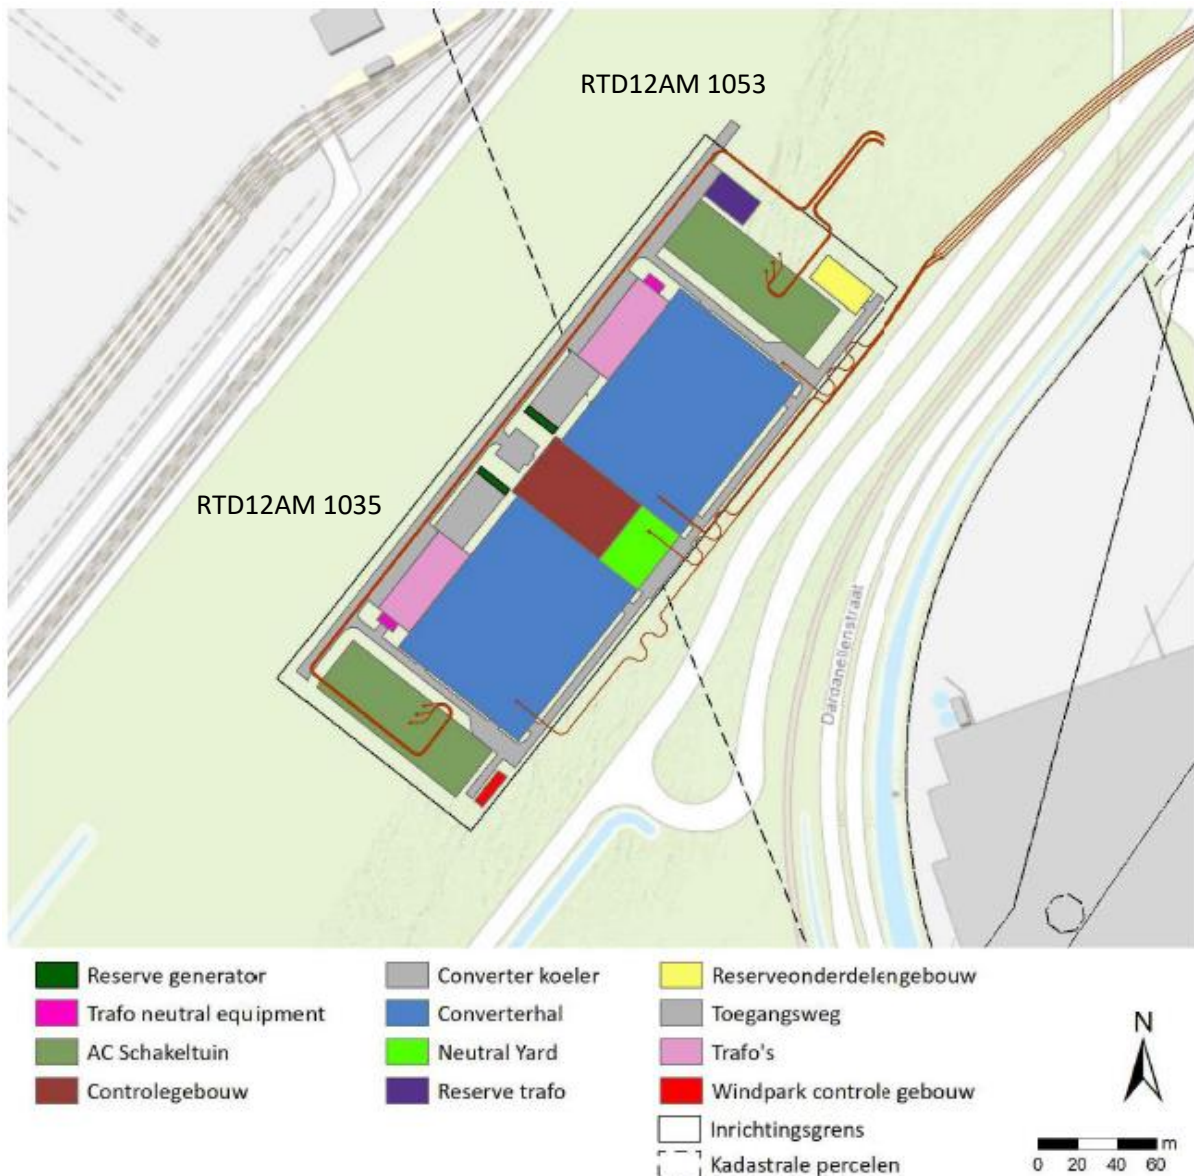 RTD12AM 1053
RTD12AM 1035
Dardanellenstraat
Reserve generator
Converter koeler
Reserveonderdelengebouw
Trafo neutral equipment
Converterhal
Toegangsweg
AC Schakeltuin
Neutral Yard
Trafo's
Controlegebouw
Reserve trafo
Windpark controle gebouw
Inrichtingsgrens
Kadastrale percelen
N
m
0 20 40 60